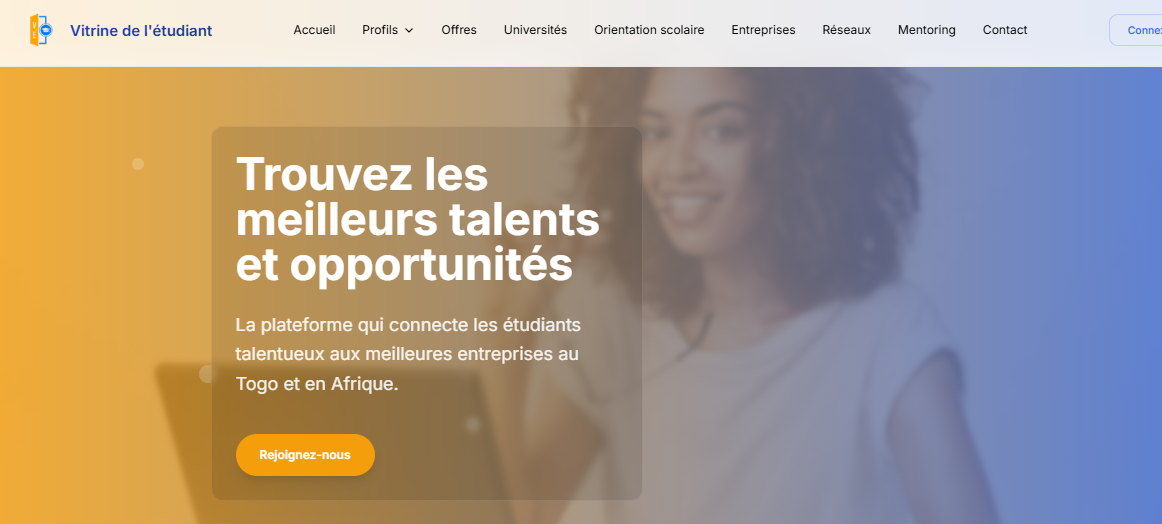 Vitrine de l'étudiant
Accueil
Profils
Offres
Universités
Orientation scolaire
Entreprises
Réseaux
Mentoring
Contact
Trouvez les
meilleurs talents
et opportunités
La plateforme qui connecte les étudiants
talentueux aux meilleures entreprises au
Togo et en Afrique.
Rejoignez-nous